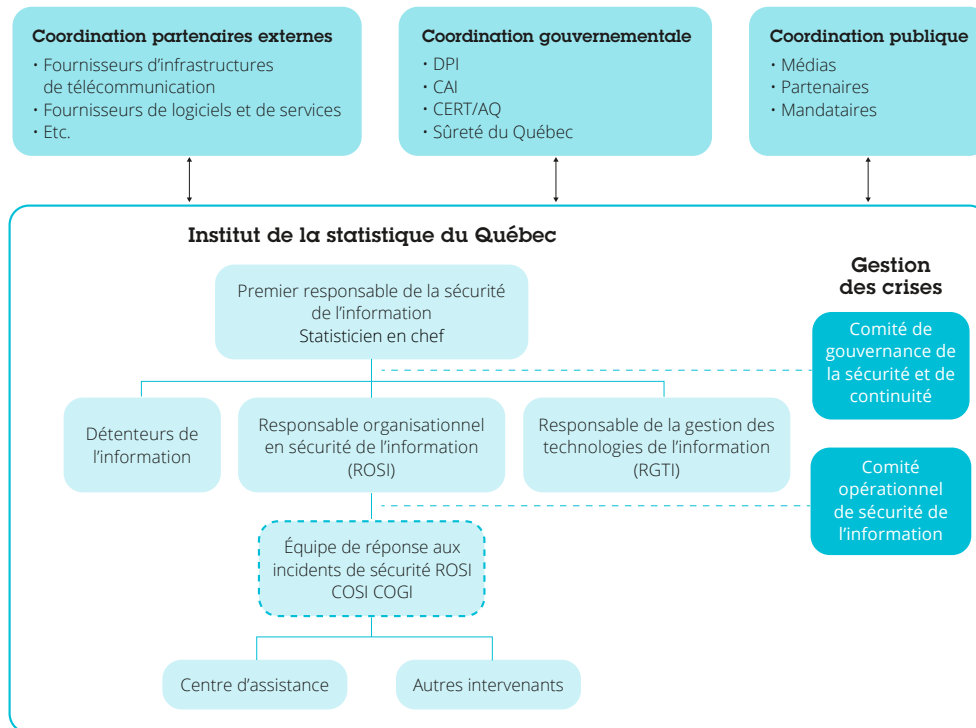 Coordination partenaires externes
· Fournisseurs d'infrastructures
de télécommunication
· Fournisseurs de logiciels et de services
· Etc.
Coordination gouvernementale
· DPI
· CAI
· CERT/AQ
· Sûreté du Québec
Coordination publique
· Médias
· Partenaires
· Mandataires
Institut de la statistique du Québec
Premier responsable de la sécurité
de l'information
Statisticien en chef
Gestion
des crises
Comité de
gouvernance de
la sécurité et de
continuité
Détenteurs de
l'information
Responsable organisationnel
en sécurité de l'information
(ROSI)
Responsable de la gestion des
technologies de l'information
(RGTI)
Comité
opérationnel
de sécurité de
l'information
Équipe de réponse aux
incidents de sécurité ROSI
COSI COGI
Centre d'assistance
Autres intervenants